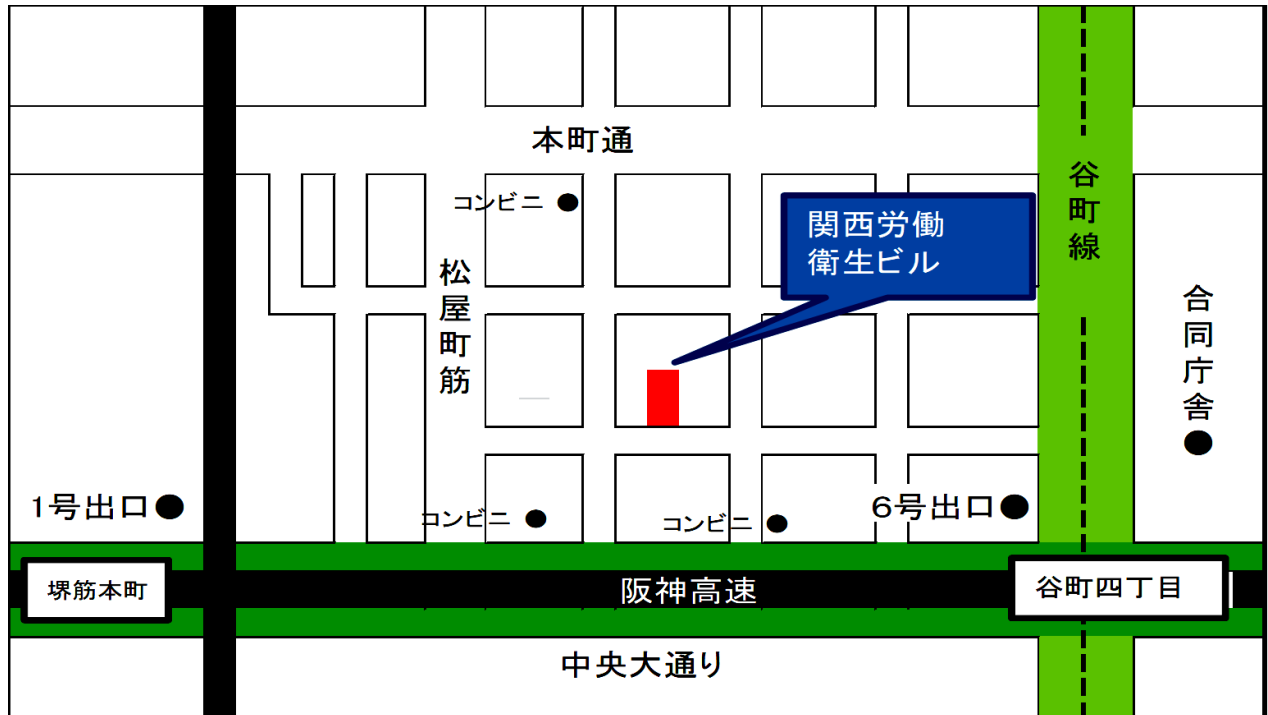 本町通
谷町線
コンビニ
関西労働
衛生ビル
松屋町筋
合同庁舎
1号出口
コンビニ
コンビニ
6号出口
堺筋本町
阪神高速
谷町四丁目
中央大通り